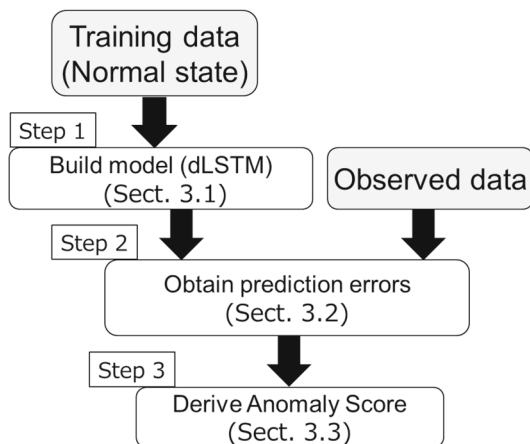 Training data
(Normal state)
Step 1
Build model (dLSTM)
(Sect. 3.1)
Observed data
Step 2
Obtain prediction errors
(Sect. 3.2)
Step 3
Derive Anomaly Score
(Sect. 3.3)